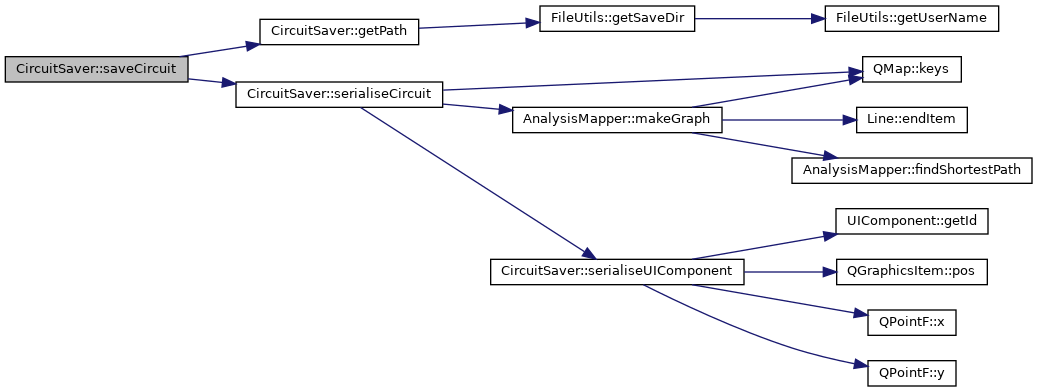 CircuitSaver::saveCircuit
CircuitSaver::getPath
FileUtils::getSaveDir
FileUtils::getUserName
CircuitSaver::serialiseCircuit
QMap::keys
AnalysisMapper::makeGraph
Line::endItem
AnalysisMapper::findShortestPath
CircuitSaver::serialiseUIComponent
UIComponent::getId
QGraphicsItem::pos
QPointF::x
QPointF::y